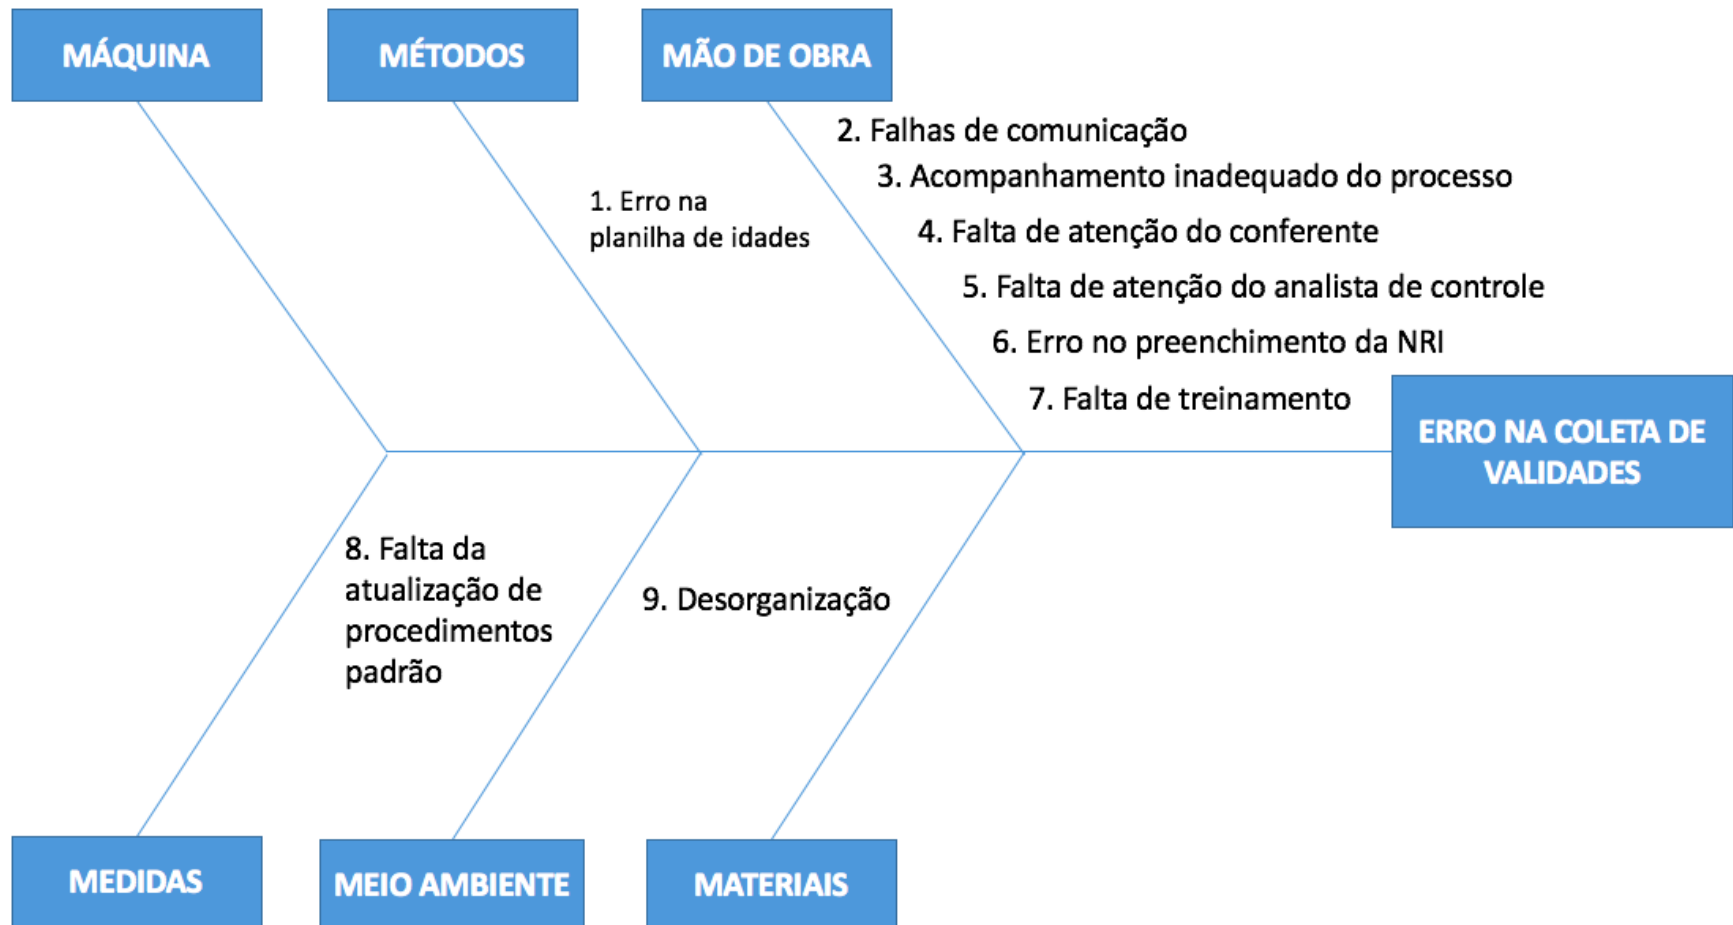 MÁQUINA
MÉTODOS
MÃO DE OBRA
1. Erro na
planilha de idades
2. Falhas de comunicação
3. Acompanhamento inadequado do processo
4. Falta de atenção do conferente
5. Falta de atenção do analista de controle
6. Erro no preenchimento da NRI
7. Falta de treinamento
ERRO NA COLETA DE
VALIDADES
8. Falta da
atualização de
procedimentos
padrão
9. Desorganização
MEDIDAS
MEIO AMBIENTE
MATERIAIS